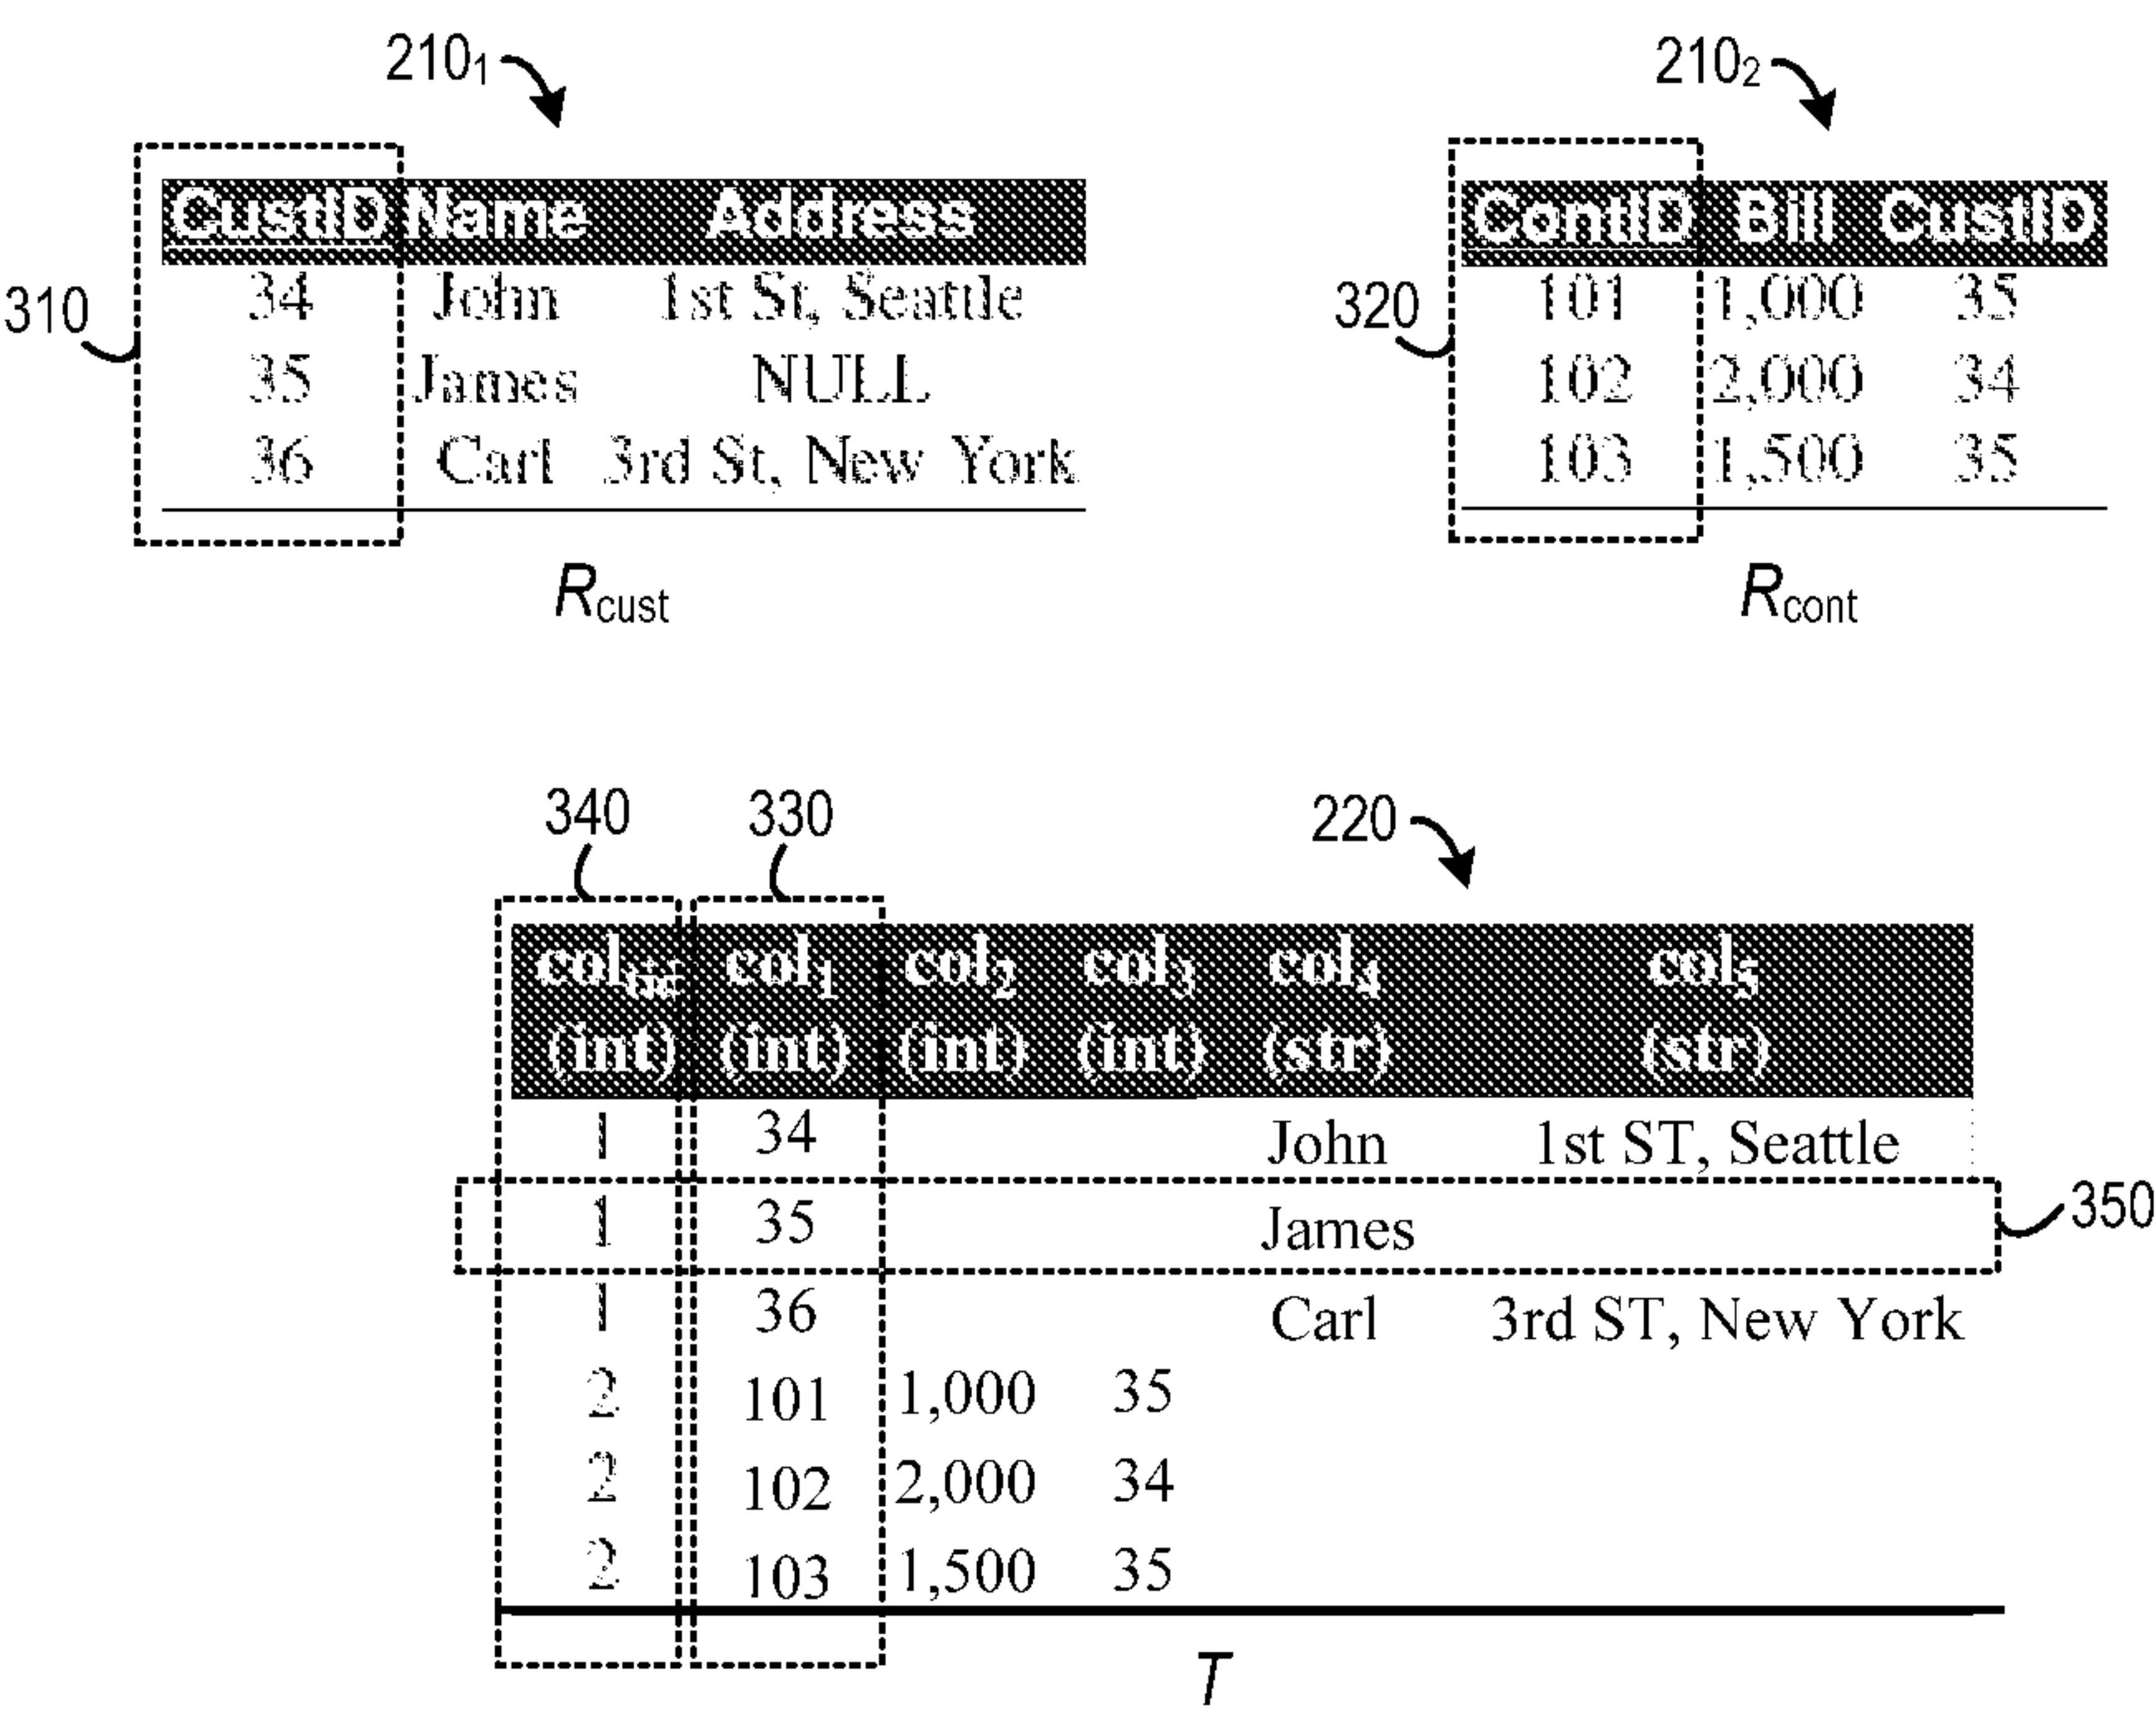 210₁ 210₂
CustID Name Address
34 John 1st St, Seattle
35 James NULL
36 Carl 3rd St, New York
310
R cust
ContID Bill CustID
101 1,000 35
102 2,000 34
103 1,500 35
320
R cont
340 330 220
col tid col₁ col₂ col₃ col₄ col₅
(int) (int) (int) (int) (str) (str)
1 34 John 1st ST, Seattle
1 35 James
350
1 36 Carl 3rd ST, New York
2 101 1,000 35
2 102 2,000 34
2 103 1,500 35
T